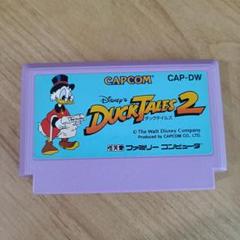 CAPCOM
CAP-DW
Disney's
DUCKTALES 2
ダックテイルズ
© The Walt Disney Company
Produced by CAPCOM CO., LTD.
ファミリー コンピュータ